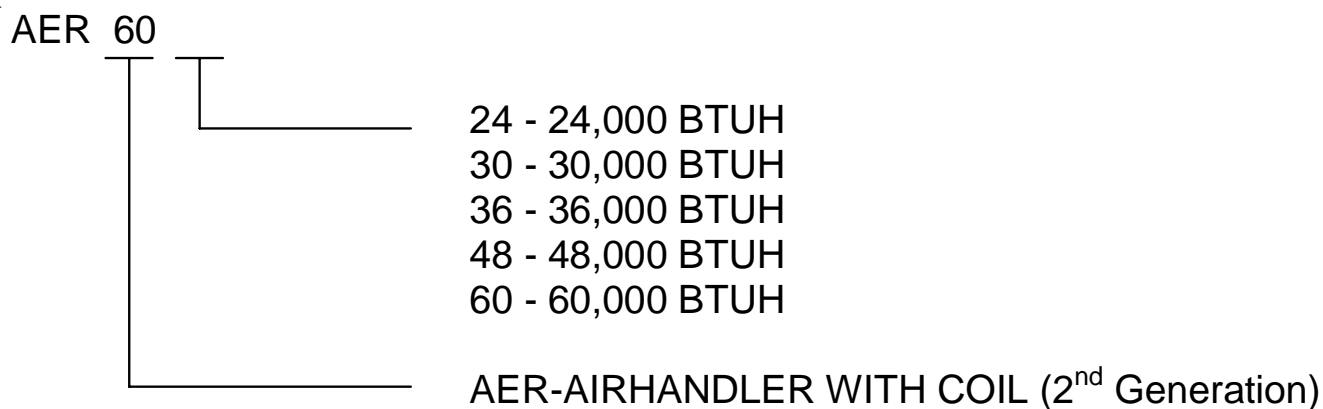 AER 60
24 - 24,000 BTUH
30 - 30,000 BTUH
36 - 36,000 BTUH
48 - 48,000 BTUH
60 - 60,000 BTUH
AER-AIRHANDLER WITH COIL (2nd Generation)